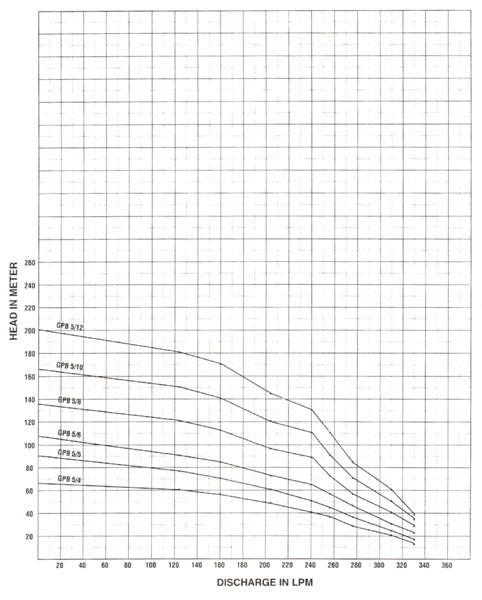 HEAD IN METER
260
240
220
200
180
160
140
120
100
80
60
40
20
GPB 5/12
GPB 5/10
GPB 5/8
GPB 5/6
GPB 5/5
GPB 5/4
20 40 60 80 100 120 140 160 180 200 220 240 260 280 300 320 340 360
DISCHARGE IN LPM